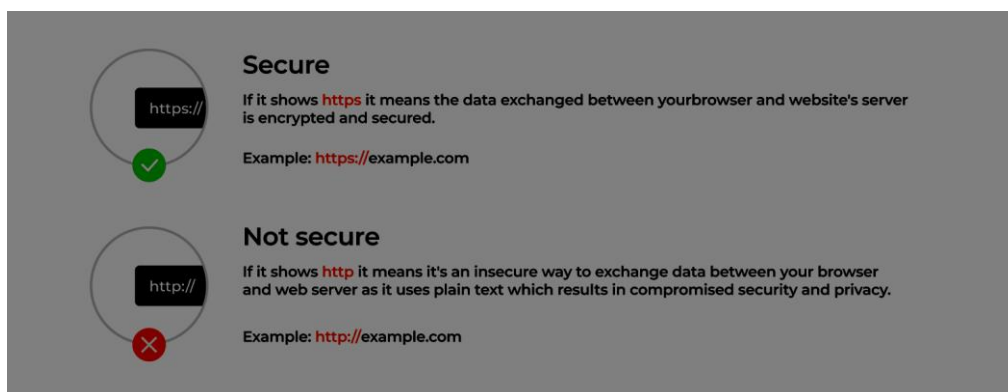 https://
Secure
If it shows https it means the data exchanged between yourbrowser and website's server
is encrypted and secured.
Example: https://example.com
http://
Not secure
If it shows http it means it's an insecure way to exchange data between your browser
and web server as it uses plain text which results in compromised security and privacy.
Example: http://example.com